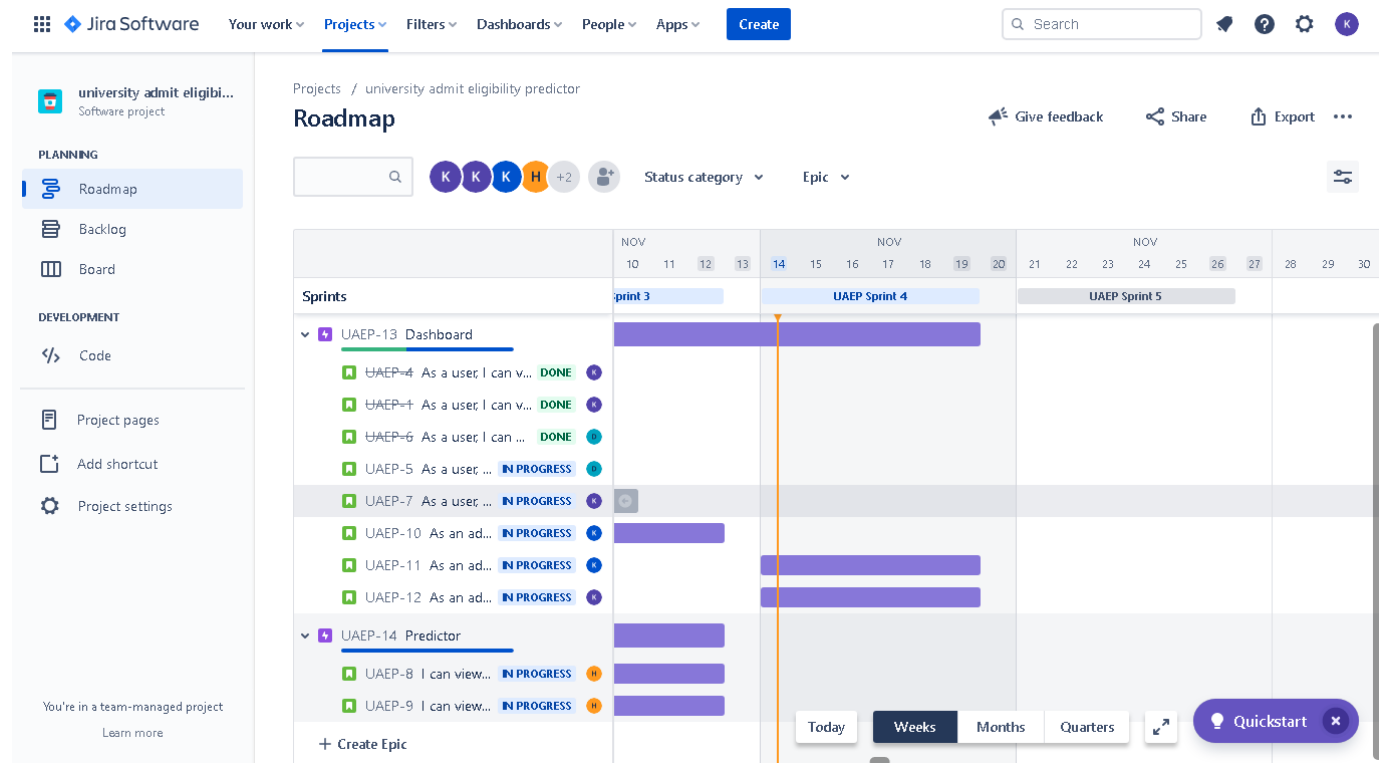 Jira Software Your work Projects Filters Dashboards People Apps Create Search K
university admit eligibi...
Software project
PLANNING
Roadmap
Backlog
Board
DEVELOPMENT
Code
Project pages
Add shortcut
Project settings
You're in a team-managed project
Learn more
Projects / university admit eligibility predictor
Roadmap
Give feedback Share Export
K K K H +2 Status category Epic
NOV NOV NOV
10 11 12 13 14 15 16 17 18 19 20 21 22 23 24 25 26 27 28 29 30
Sprints print 3 UAEP Sprint 4 UAEP Sprint 5
UAEP-13 Dashboard
UAEP-4 As a user, I can v... DONE K
UAEP-1 As a user, I can v... DONE K
UAEP-6 As a user, I can ... DONE D
UAEP-5 As a user, ... IN PROGRESS D
UAEP-7 As a user, ... IN PROGRESS K
UAEP-10 As an ad... IN PROGRESS K
UAEP-11 As an ad... IN PROGRESS K
UAEP-12 As an ad... IN PROGRESS K
UAEP-14 Predictor
UAEP-8 I can view... IN PROGRESS H
UAEP-9 I can view... IN PROGRESS H
+ Create Epic
Today Weeks Months Quarters Quickstart